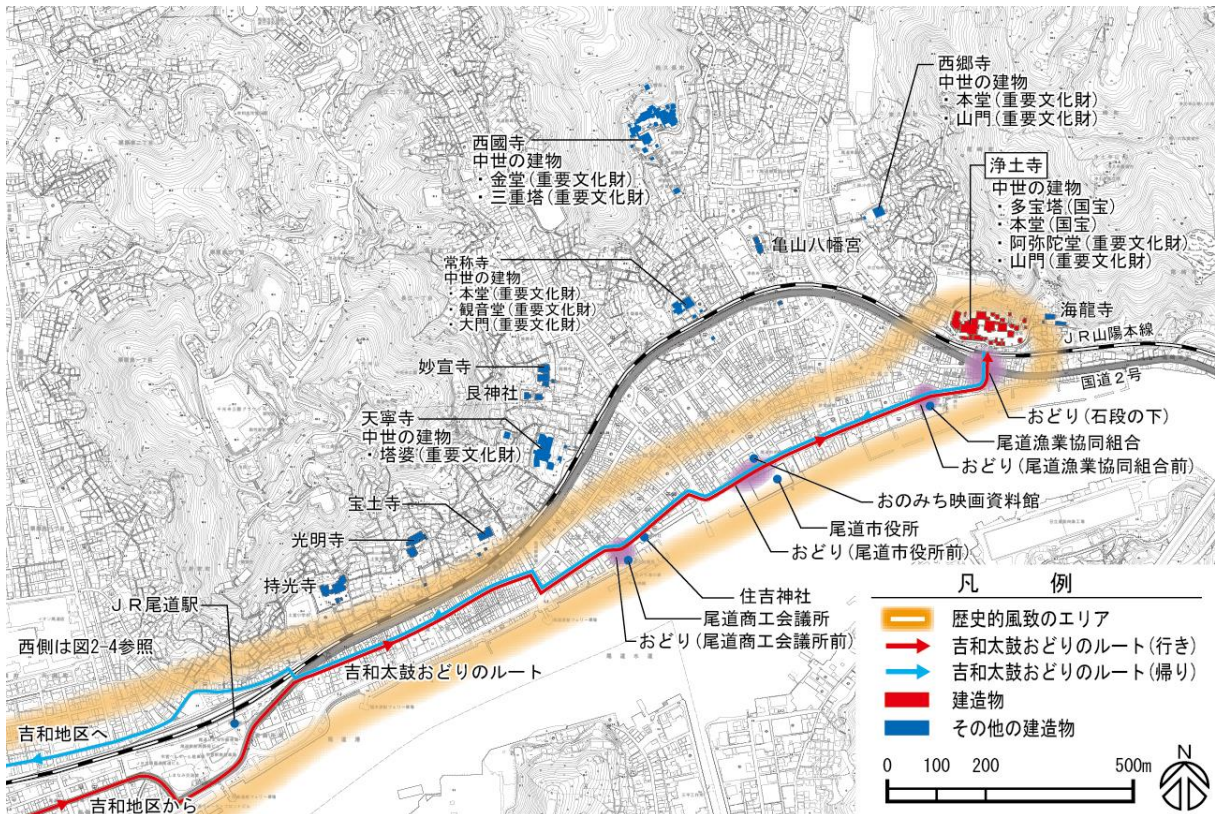 西郷寺
中世の建物
・本堂(重要文化財)
・山門(重要文化財)
西國寺
中世の建物
・金堂(重要文化財)
・三重塔(重要文化財)
浄土寺
中世の建物
・多宝塔(国宝)
・本堂(国宝)
・阿弥陀堂(重要文化財)
・山門(重要文化財)
亀山八幡宮
常称寺
中世の建物
・本堂(重要文化財)
・観音堂(重要文化財)
・大門(重要文化財)
海龍寺
JR山陽本線
国道2号
妙宣寺
艮神社
天寧寺
中世の建物
・塔婆(重要文化財)
おどり(石段の下)
尾道漁業協同組合
おどり(尾道漁業協同組合前)
おのみち映画資料館
尾道市役所
おどり(尾道市役所前)
宝土寺
光明寺
持光寺
JR尾道駅
住吉神社
尾道商工会議所
おどり(尾道商工会議所前)
西側は図2-4参照
吉和太鼓おどりのルート
吉和地区へ
吉和地区から
尾道水道
凡例
歴史的風致のエリア
吉和太鼓おどりのルート(行き)
吉和太鼓おどりのルート(帰り)
建造物
その他の建造物
0 100 200 500m
N